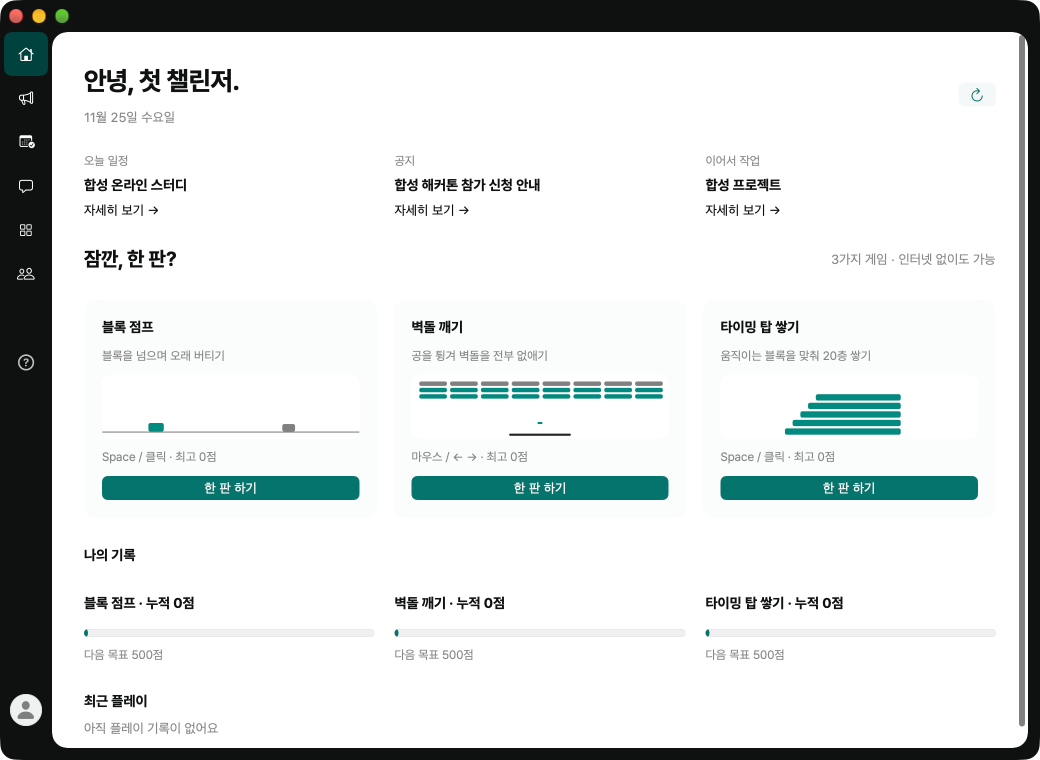 안녕, 첫 챌린저.
11월 25일 수요일
오늘 일정
합성 온라인 스터디
자세히 보기 →
공지
합성 해커톤 참가 신청 안내
자세히 보기 →
이어서 작업
합성 프로젝트
자세히 보기 →
잠깐, 한 판?
3가지 게임 · 인터넷 없이도 가능
블록 점프
블록을 넘으며 오래 버티기
Space / 클릭 · 최고 0점
한 판 하기
벽돌 깨기
공을 튕겨 벽돌을 전부 없애기
마우스 / ← → · 최고 0점
한 판 하기
타이밍 탑 쌓기
움직이는 블록을 맞춰 20층 쌓기
Space / 클릭 · 최고 0점
한 판 하기
나의 기록
블록 점프 · 누적 0점
다음 목표 500점
벽돌 깨기 · 누적 0점
다음 목표 500점
타이밍 탑 쌓기 · 누적 0점
다음 목표 500점
최근 플레이
아직 플레이 기록이 없어요